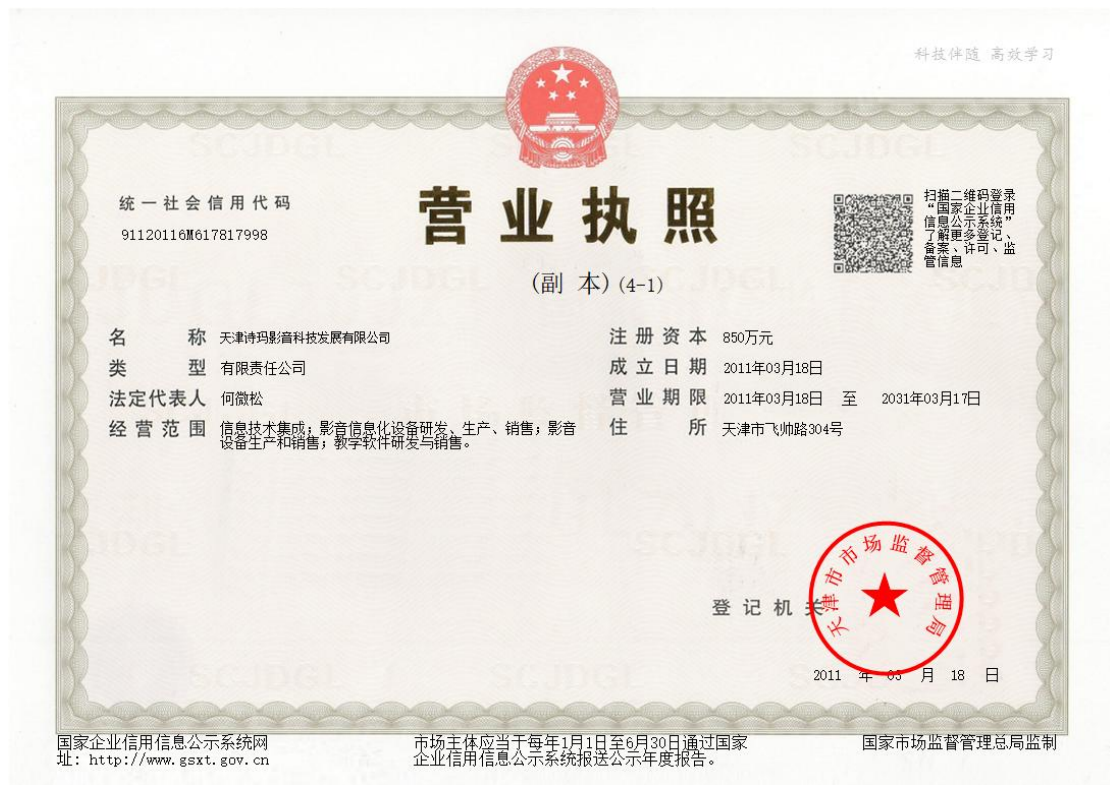 科技伴随 高效学习
统一社会信用代码
91120116M617817998
营业执照
(副 本)(4-1)
扫描二维码登录
“国家企业信用
信息公示系统”
了解更多登记、
备案、许可、监
管信息
名 称 天津诗玛影音科技发展有限公司
类 型 有限责任公司
法定代表人 何微松
经营范围 信息技术集成；影音信息化设备研发、生产、销售；影音
设备生产和销售；教学软件研发与销售。
注册资本 850万元
成立日期 2011年03月18日
营业期限 2011年03月18日 至 2031年03月17日
住 所 天津市飞帅路304号
登记机关
天津市市场监督管理局
2011 年 03 月 18 日
国家企业信用信息公示系统网
址: http://www.gsxt.gov.cn
市场主体应当于每年1月1日至6月30日通过国家
企业信用信息公示系统报送公示年度报告。
国家市场监督管理总局监制
SCJDGL
SCJDGL
JDGL
SCJDGL
SCJDGL
SCJDGL
SCJDGL